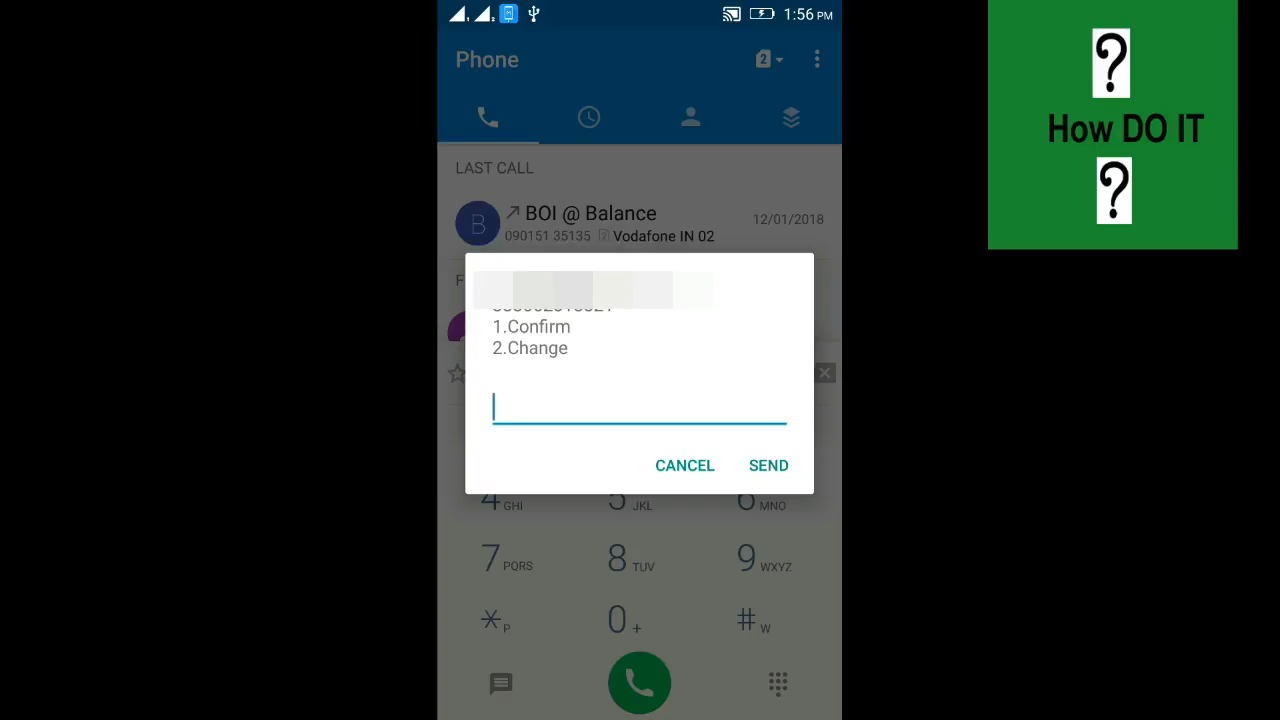 1:56 PM
?
How DO IT
?
Phone
2
LAST CALL
BOI @ Balance
12/01/2018
B
090151 35135 Vodafone IN 02
F
1.Confirm
2.Change
CANCEL SEND
4 GHI 5 JKL 6 MNO
7 PQRS 8 TUV 9 WXYZ
* P 0 + # W